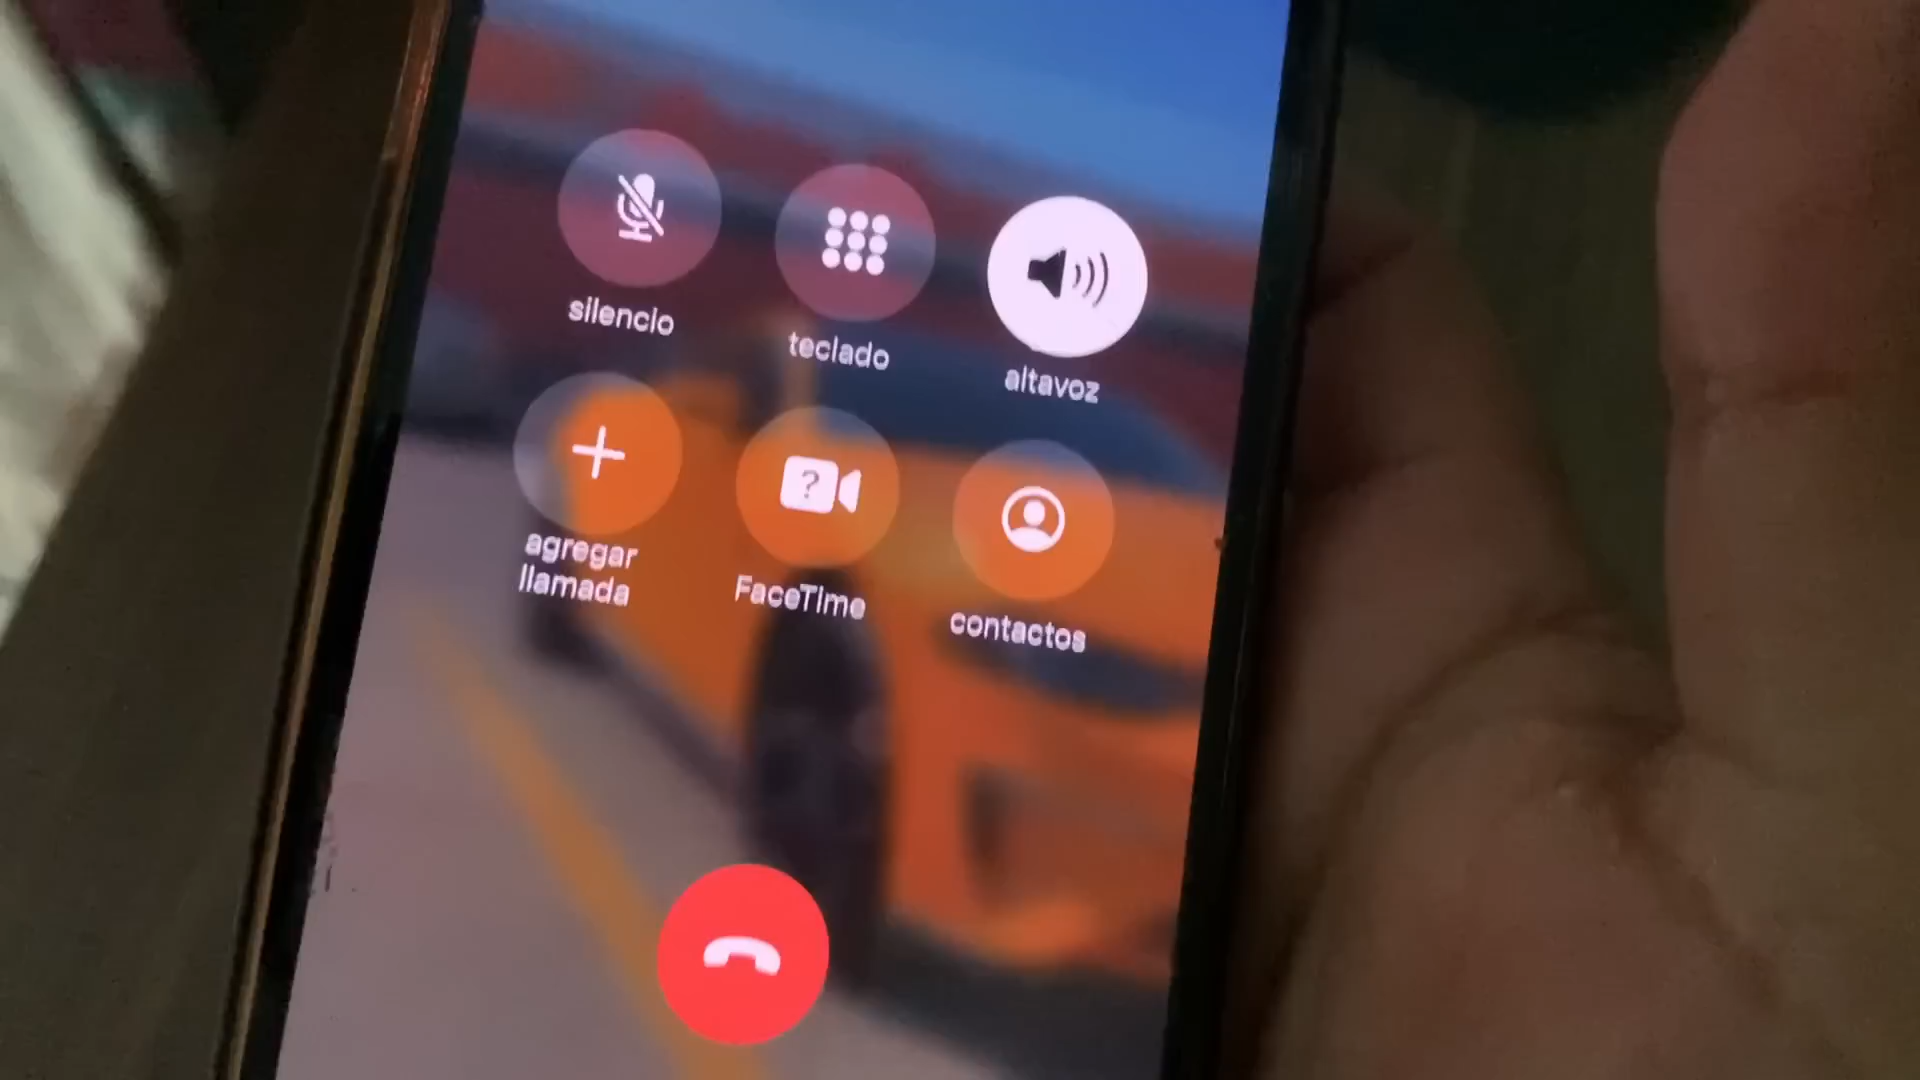 silencio
teclado
altavoz
agregar
llamada
FaceTime
contactos